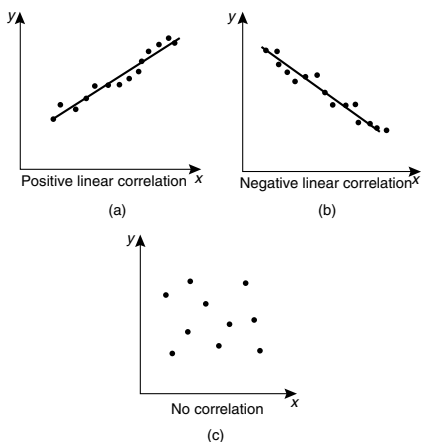 y
x
Positive linear correlation
(a)
y
x
Negative linear correlation
(b)
y
x
No correlation
(c)